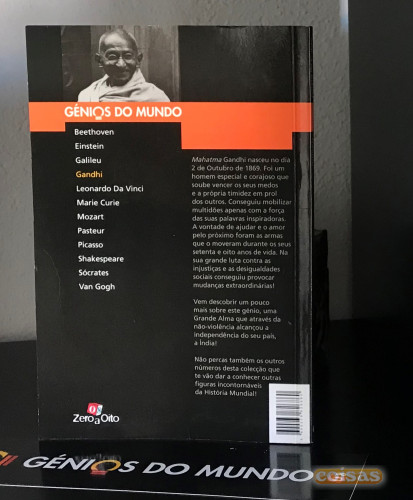 GÉNIOS DO MUNDO
Beethoven
Einstein
Galileu
Gandhi
Leonardo Da Vinci
Marie Curie
Mozart
Pasteur
Picasso
Shakespeare
Sócrates
Van Gogh
Mahatma Gandhi nasceu no dia
2 de Outubro de 1869. Foi um
homem especial e corajoso que
soube vencer os seus medos
e a própria timidez em prol
dos outros. Conseguiu mobilizar
multidões apenas com a força
das suas palavras inspiradoras.
A vontade de ajudar e o amor
pelo próximo foram as armas
que o moveram durante os seus
setenta e oito anos de vida. Na
sua grande luta contra as
injustiças e as desigualdades
sociais conseguiu provocar
mudanças extraordinárias!
Vem descobrir um pouco
mais sobre este génio, uma
Grande Alma que através da
não-violência alcançou a
independência do seu país,
a Índia!
Não percas também os outros
números desta colecção que
te vão dar a conhecer outras
figuras incontornáveis
da História Mundial!
Zero a Oito
GÉNIOS DO MUNDO
coisas